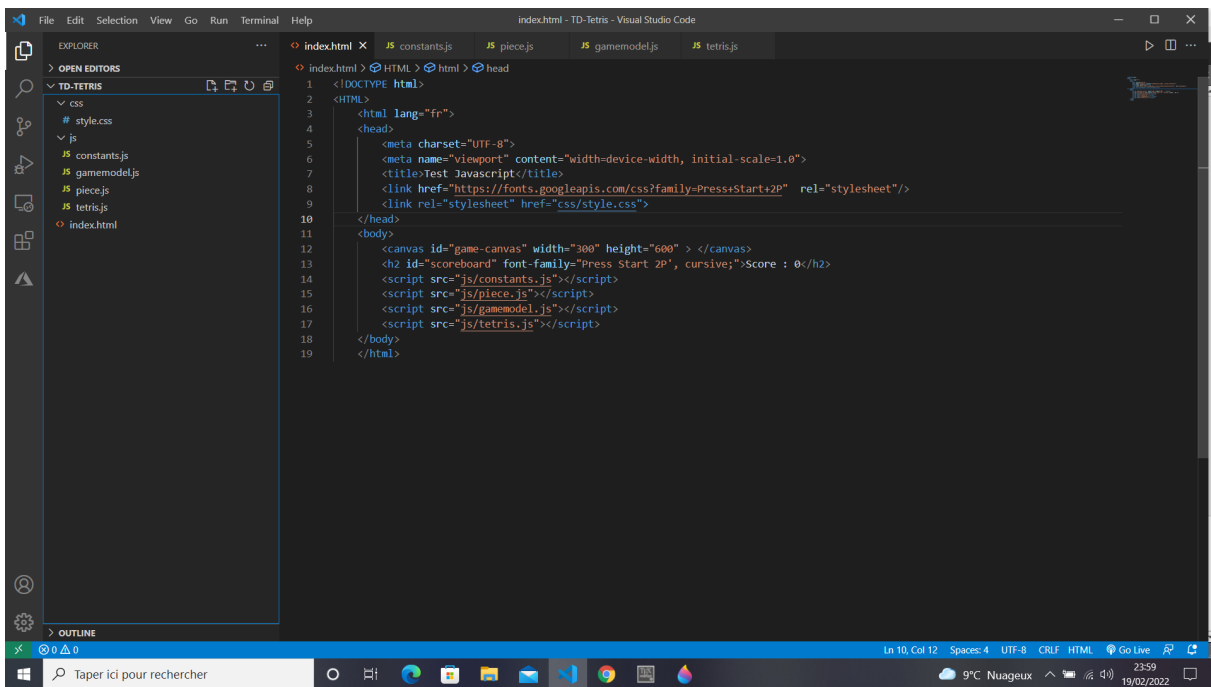 File Edit Selection View Go Run Terminal Help
index.html - TD-Tetris - Visual Studio Code
EXPLORER
OPEN EDITORS
TD-TETRIS
css
# style.css
js
JS constants.js
JS gamemodel.js
JS piece.js
JS tetris.js
<> index.html
OUTLINE
<> index.html JS constants.js JS piece.js JS gamemodel.js JS tetris.js
<> index.html > HTML > html > head
1 <!DOCTYPE html>
2 <HTML>
3 <html lang="fr">
4 <head>
5 <meta charset="UTF-8">
6 <meta name="viewport" content="width=device-width, initial-scale=1.0">
7 <title>Test Javascript</title>
8 <link href="https://fonts.googleapis.com/css?family=Press+Start+2P" rel="stylesheet"/>
9 <link rel="stylesheet" href="css/style.css">
10 </head>
11 <body>
12 <canvas id="game-canvas" width="300" height="600" > </canvas>
13 <h2 id="scoreboard" font-family="Press Start 2P', cursive;">Score : 0</h2>
14 <script src="js/constants.js"></script>
15 <script src="js/piece.js"></script>
16 <script src="js/gamemodel.js"></script>
17 <script src="js/tetris.js"></script>
18 </body>
19 </html>
0 0
Ln 10, Col 12 Spaces: 4 UTF-8 CRLF HTML Go Live
Taper ici pour rechercher
9°C Nuageux
23:59
19/02/2022